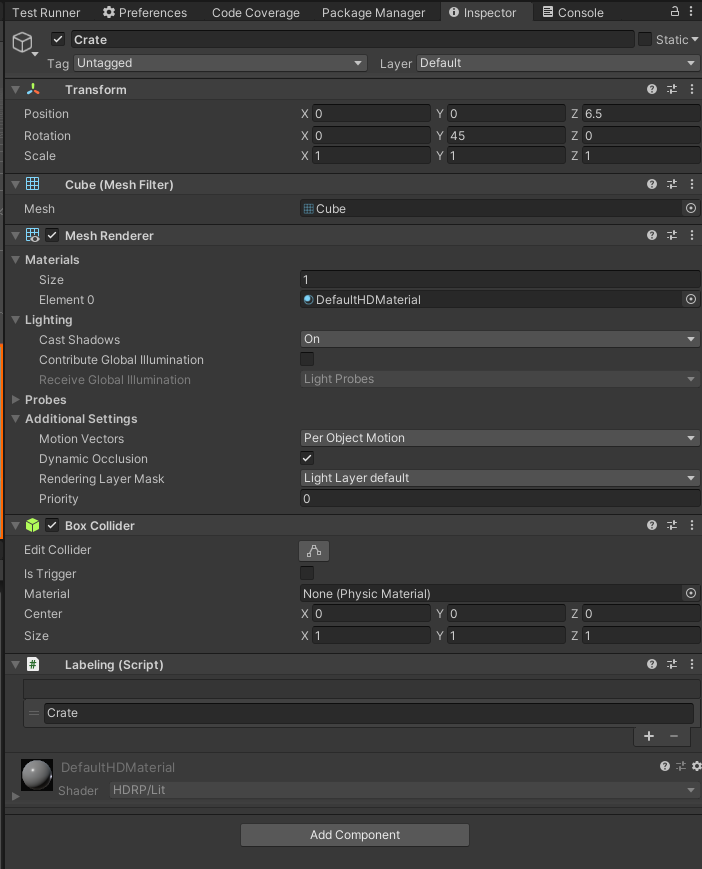 Test Runner Preferences Code Coverage Package Manager Inspector Console
Crate Static
Tag Untagged Layer Default
Transform
Position X 0 Y 0 Z 6.5
Rotation X 0 Y 45 Z 0
Scale X 1 Y 1 Z 1
Cube (Mesh Filter)
Mesh Cube
Mesh Renderer
Materials
Size 1
Element 0 DefaultHDMaterial
Lighting
Cast Shadows On
Contribute Global Illumination
Receive Global Illumination Light Probes
Probes
Additional Settings
Motion Vectors Per Object Motion
Dynamic Occlusion
Rendering Layer Mask Light Layer default
Priority 0
Box Collider
Edit Collider
Is Trigger
Material None (Physic Material)
Center X 0 Y 0 Z 0
Size X 1 Y 1 Z 1
# Labeling (Script)
Crate
+ −
DefaultHDMaterial
Shader HDRP/Lit
Add Component